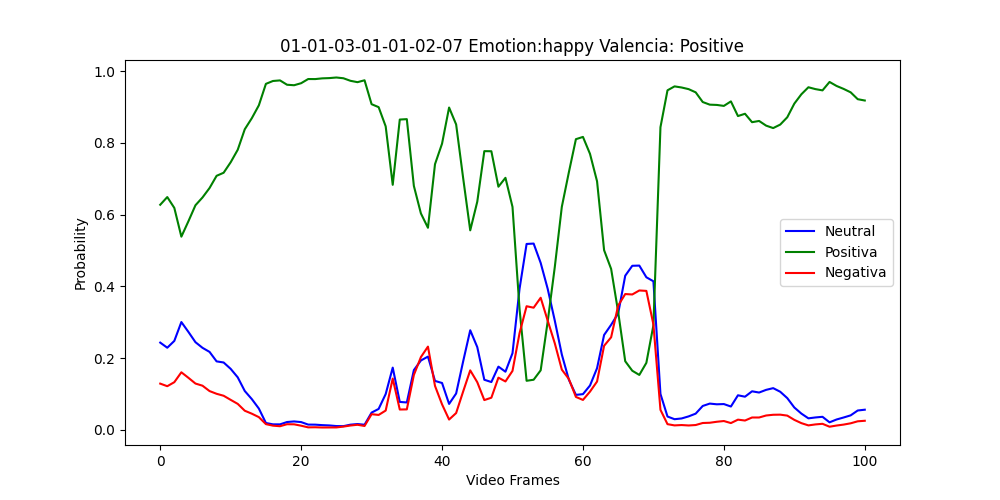 01-01-03-01-01-02-07 Emotion:happy Valencia: Positive
1.0
0.8
0.6
0.4
0.2
0.0
Probability
Neutral
Positiva
Negativa
0 20 40 60 80 100
Video Frames